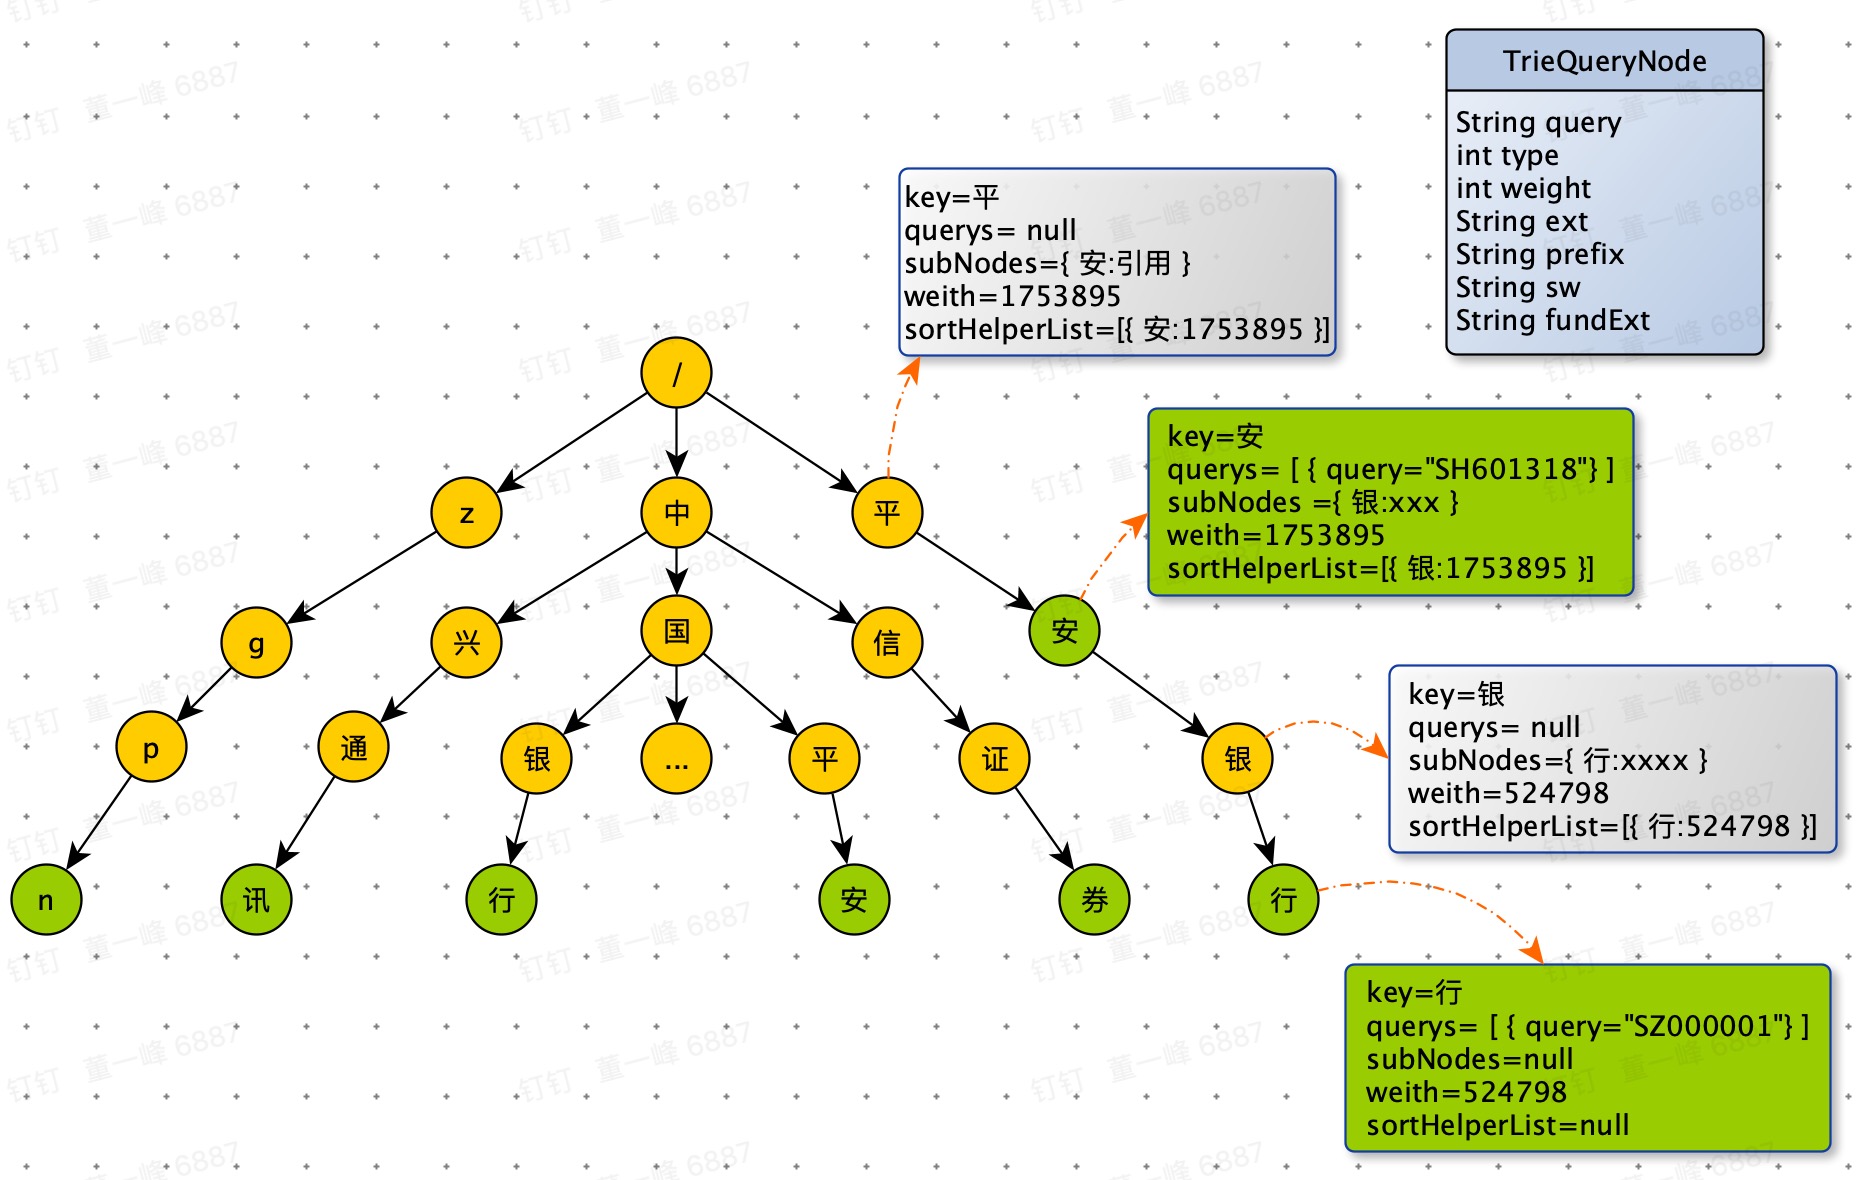 TrieQueryNode
String query
int type
int weight
String ext
String prefix
String sw
String fundExt
key=平
querys= null
subNodes={ 安:引用 }
weith=1753895
sortHelperList=[{ 安:1753895 }]
/
key=安
querys= [ { query="SH601318"} ]
subNodes ={ 银:xxx }
weith=1753895
sortHelperList=[{ 银:1753895 }]
z
中
平
g
兴
国
信
安
key=银
querys= null
subNodes={ 行:xxxx }
weith=524798
sortHelperList=[{ 行:524798 }]
p
通
银
...
平
证
银
n
讯
行
安
券
行
key=行
querys= [ { query="SZ000001"} ]
subNodes=null
weith=524798
sortHelperList=null
钉钉 董一峰 6887